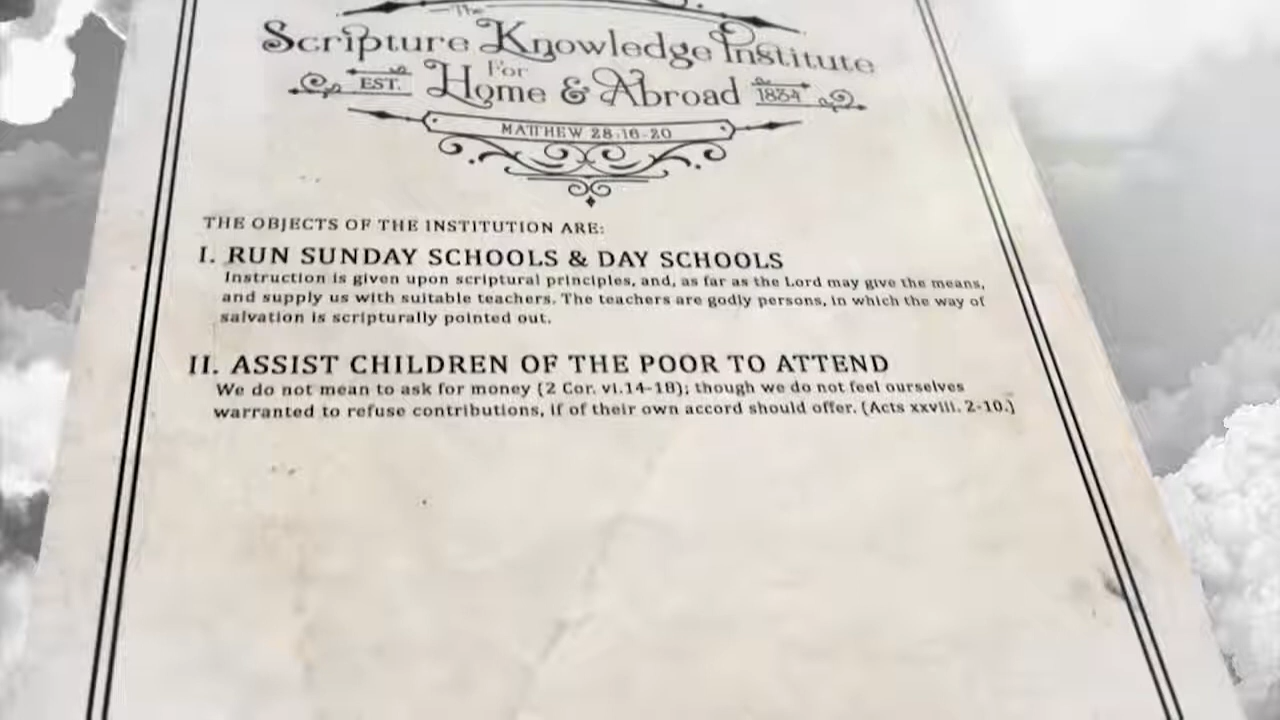 The
Scripture Knowledge Institute
For
EST. Home & Abroad 1834
MATTHEW 28:16-20
THE OBJECTS OF THE INSTITUTION ARE:
I. RUN SUNDAY SCHOOLS & DAY SCHOOLS
Instruction is given upon scriptural principles, and, as far as the Lord may give the means,
and supply us with suitable teachers. The teachers are godly persons, in which the way of
salvation is scripturally pointed out.
II. ASSIST CHILDREN OF THE POOR TO ATTEND
We do not mean to ask for money (2 Cor. vi.14-18); though we do not feel ourselves
warranted to refuse contributions, if of their own accord should offer. (Acts xxviii. 2-10.)